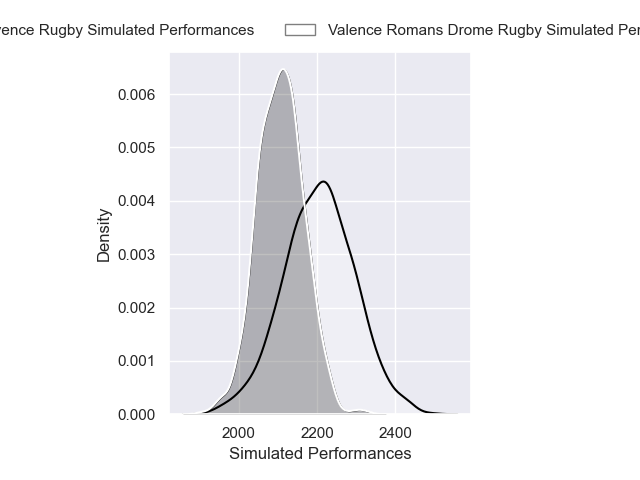 vence Rugby Simulated Performances Valence Romans Drome Rugby Simulated Per
0.006
0.005
0.004
0.003
0.002
0.001
0.000
Density
2000 2200 2400
Simulated Performances